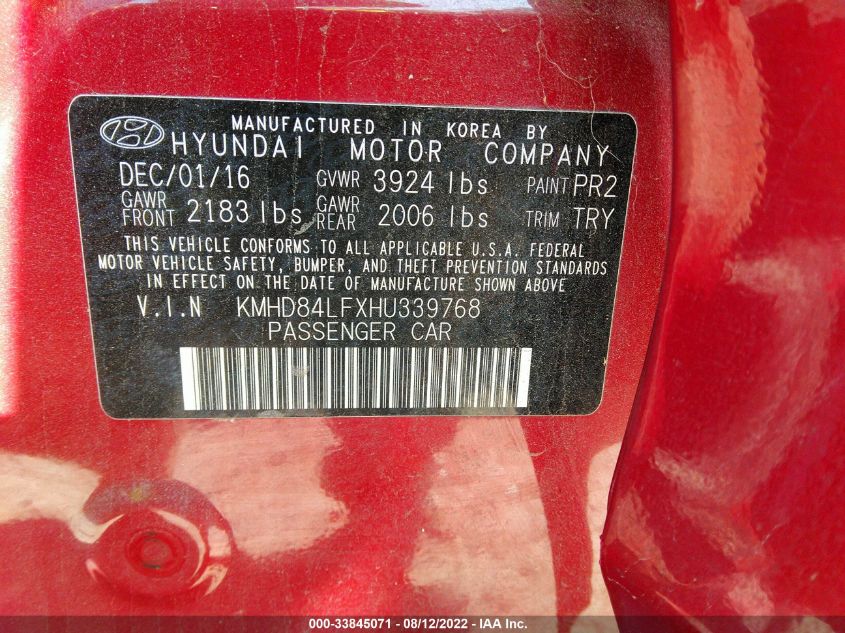 MANUFACTURED IN KOREA BY
HYUNDAI MOTOR COMPANY
DEC/01/16 GVWR 3924 lbs PAINT PR2
GAWR FRONT 2183 lbs GAWR REAR 2006 lbs TRIM TRY
THIS VEHICLE CONFORMS TO ALL APPLICABLE U.S.A. FEDERAL
MOTOR VEHICLE SAFETY, BUMPER, AND THEFT PREVENTION STANDARDS
IN EFFECT ON THE DATE OF MANUFACTURE SHOWN ABOVE
V.I.N KMHD84LFXHU339768
PASSENGER CAR
000-33845071 - 08/12/2022 - IAA Inc.